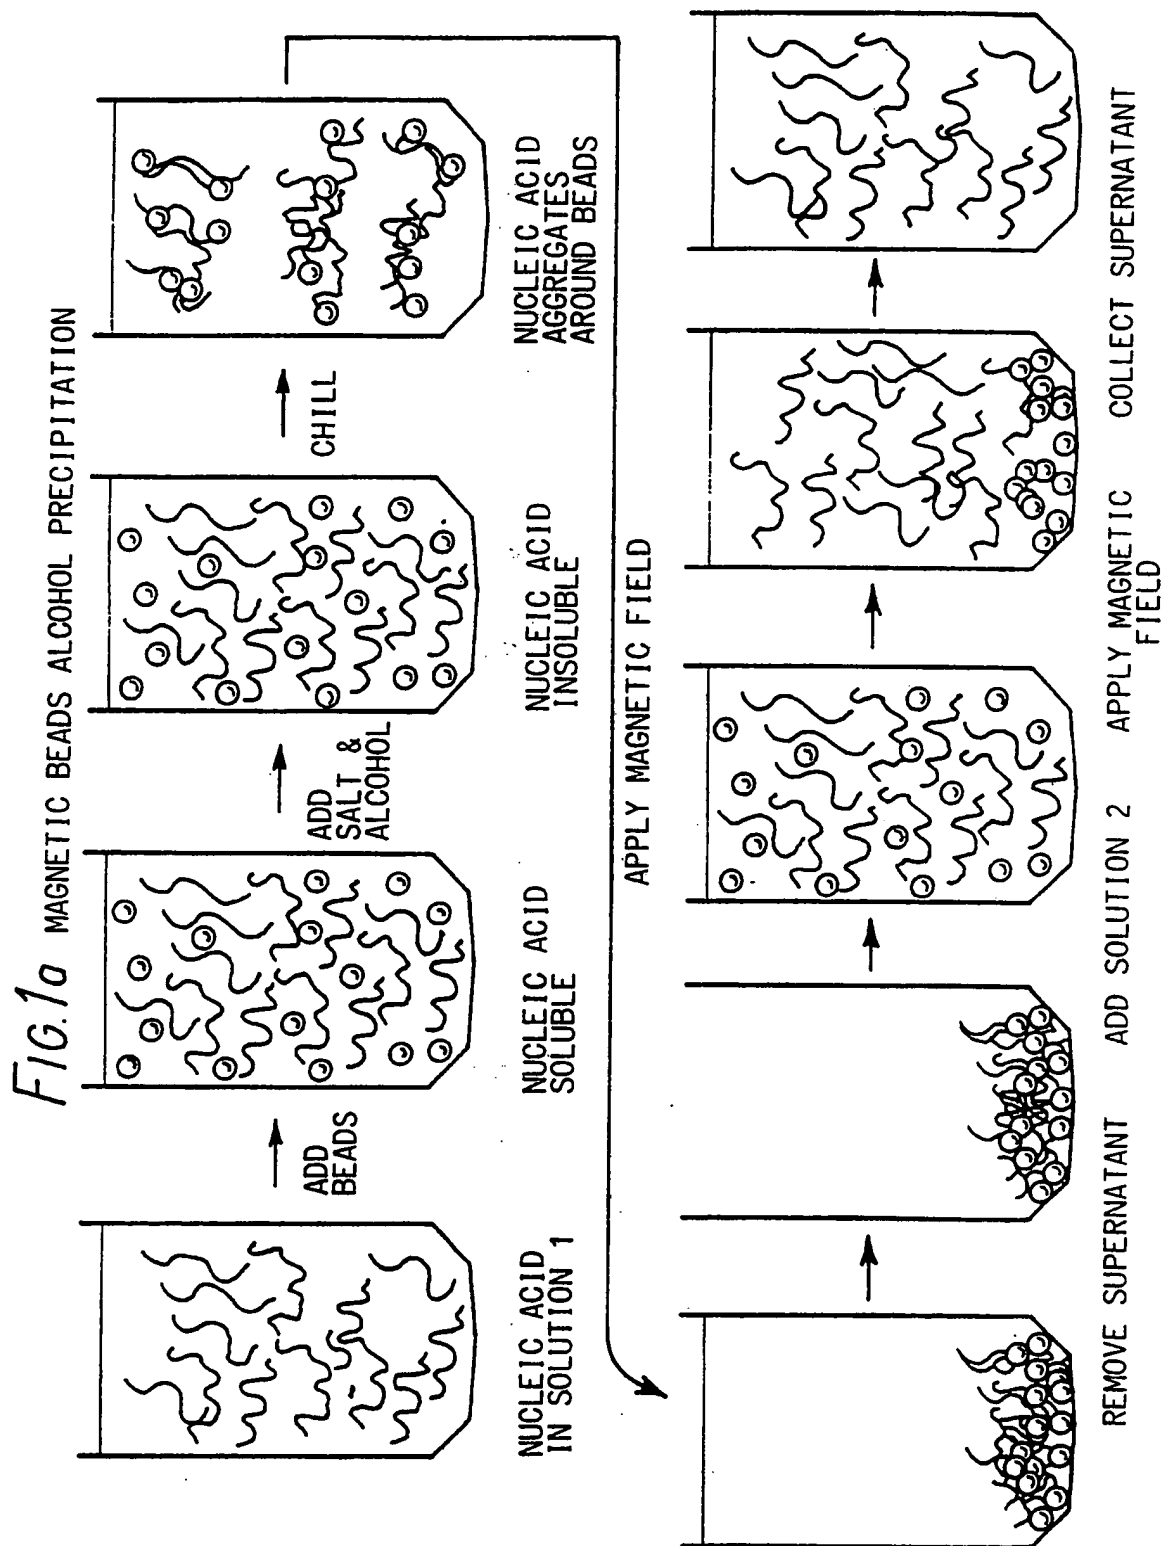 FIG.1a MAGNETIC BEADS ALCOHOL PRECIPITATION
ADD
BEADS
ADD
SALT &
ALCOHOL
CHILL
NUCLEIC ACID
IN SOLUTION 1
NUCLEIC ACID
SOLUBLE
NUCLEIC ACID
INSOLUBLE
NUCLEIC ACID
AGGREGATES
AROUND BEADS
APPLY MAGNETIC FIELD
REMOVE SUPERNATANT
ADD SOLUTION 2
APPLY MAGNETIC
FIELD
COLLECT SUPERNATANT